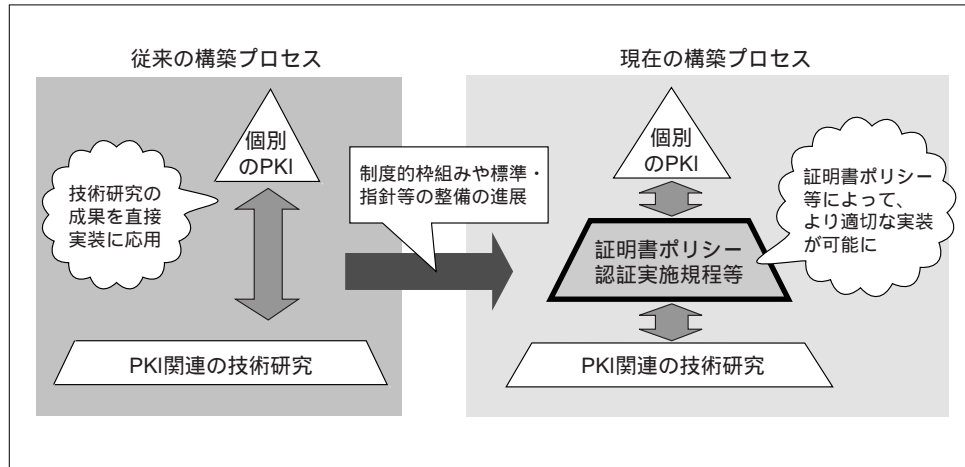 従来の構築プロセス
個別
のPKI
技術研究の
成果を直接
実装に応用
PKI関連の技術研究
制度的枠組みや標準・
指針等の整備の進展
現在の構築プロセス
個別
のPKI
証明書ポリシー
等によって、
より適切な実装
が可能に
証明書ポリシー
認証実施規程等
PKI関連の技術研究